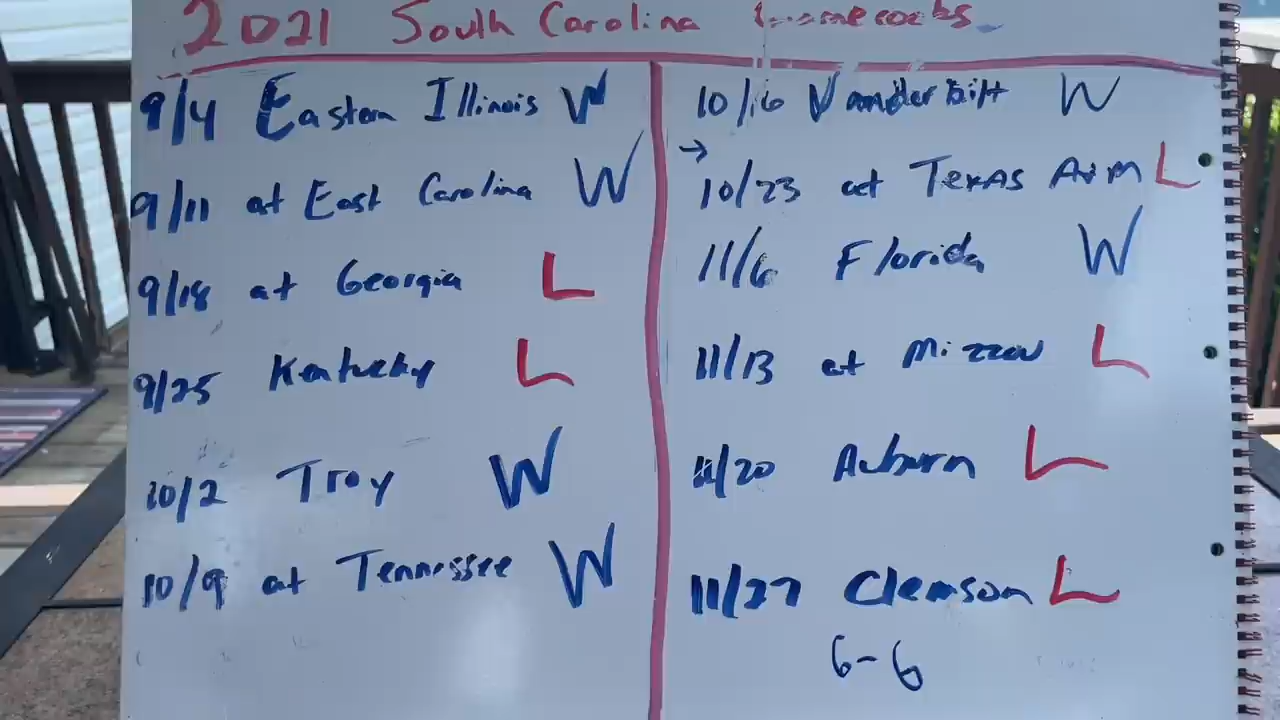 2021 South Carolina Gamecocks
9/4 Eastern Illinois W
9/11 at East Carolina W
9/18 at Georgia L
9/25 Kentucky L
10/2 Troy W
10/9 at Tennessee W
10/16 Vanderbilt W
→
10/23 at Texas A+M L
11/6 Florida W
11/13 at Mizzou L
11/20 Auburn L
11/27 Clemson L
6-6